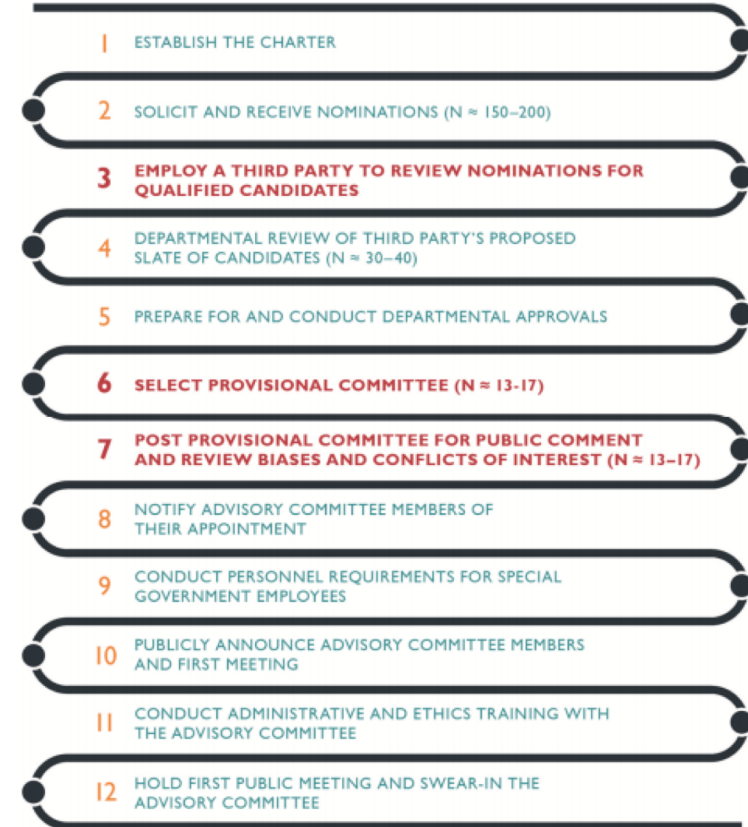 1 ESTABLISH THE CHARTER
2 SOLICIT AND RECEIVE NOMINATIONS (N ≈ 150–200)
3 EMPLOY A THIRD PARTY TO REVIEW NOMINATIONS FOR
QUALIFIED CANDIDATES
4 DEPARTMENTAL REVIEW OF THIRD PARTY'S PROPOSED
SLATE OF CANDIDATES (N ≈ 30–40)
5 PREPARE FOR AND CONDUCT DEPARTMENTAL APPROVALS
6 SELECT PROVISIONAL COMMITTEE (N ≈ 13-17)
7 POST PROVISIONAL COMMITTEE FOR PUBLIC COMMENT
AND REVIEW BIASES AND CONFLICTS OF INTEREST (N ≈ 13–17)
8 NOTIFY ADVISORY COMMITTEE MEMBERS OF
THEIR APPOINTMENT
9 CONDUCT PERSONNEL REQUIREMENTS FOR SPECIAL
GOVERNMENT EMPLOYEES
10 PUBLICLY ANNOUNCE ADVISORY COMMITTEE MEMBERS
AND FIRST MEETING
11 CONDUCT ADMINISTRATIVE AND ETHICS TRAINING WITH
THE ADVISORY COMMITTEE
12 HOLD FIRST PUBLIC MEETING AND SWEAR-IN THE
ADVISORY COMMITTEE